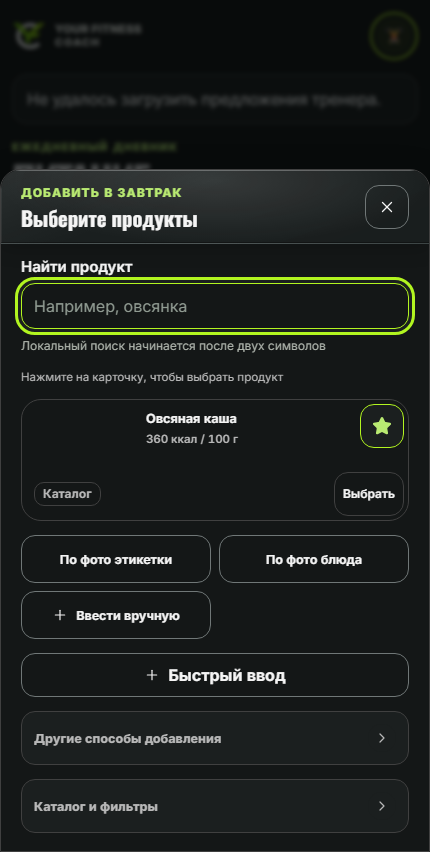 YOUR FITNESS
COACH
Не удалось загрузить предложения тренера.
ЕЖЕДНЕВНЫЙ ДНЕВНИК
ДОБАВИТЬ В ЗАВТРАК
Выберите продукты
Найти продукт
Например, овсянка
Локальный поиск начинается после двух символов
Нажмите на карточку, чтобы выбрать продукт
Овсяная каша
360 ккал / 100 г
Каталог
Выбрать
По фото этикетки
По фото блюда
Ввести вручную
Быстрый ввод
Другие способы добавления
Каталог и фильтры